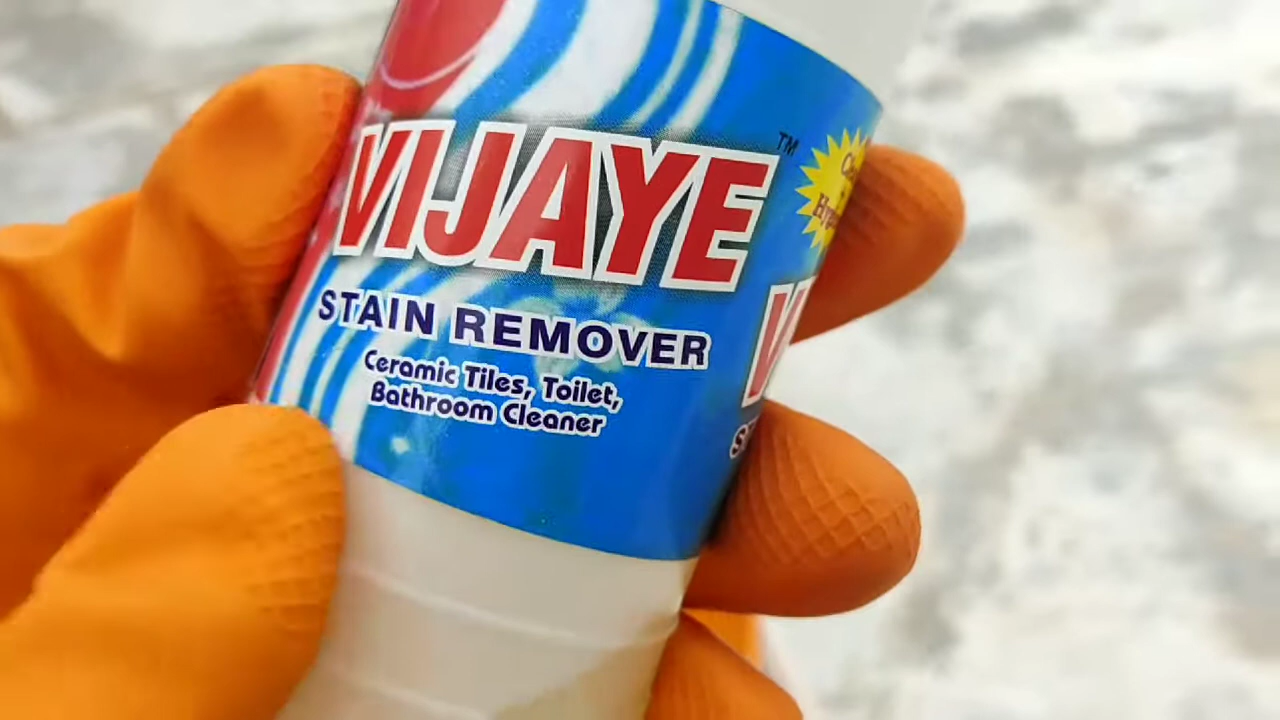 VIJAYE™
STAIN REMOVER
Ceramic Tiles, Toilet,
Bathroom Cleaner